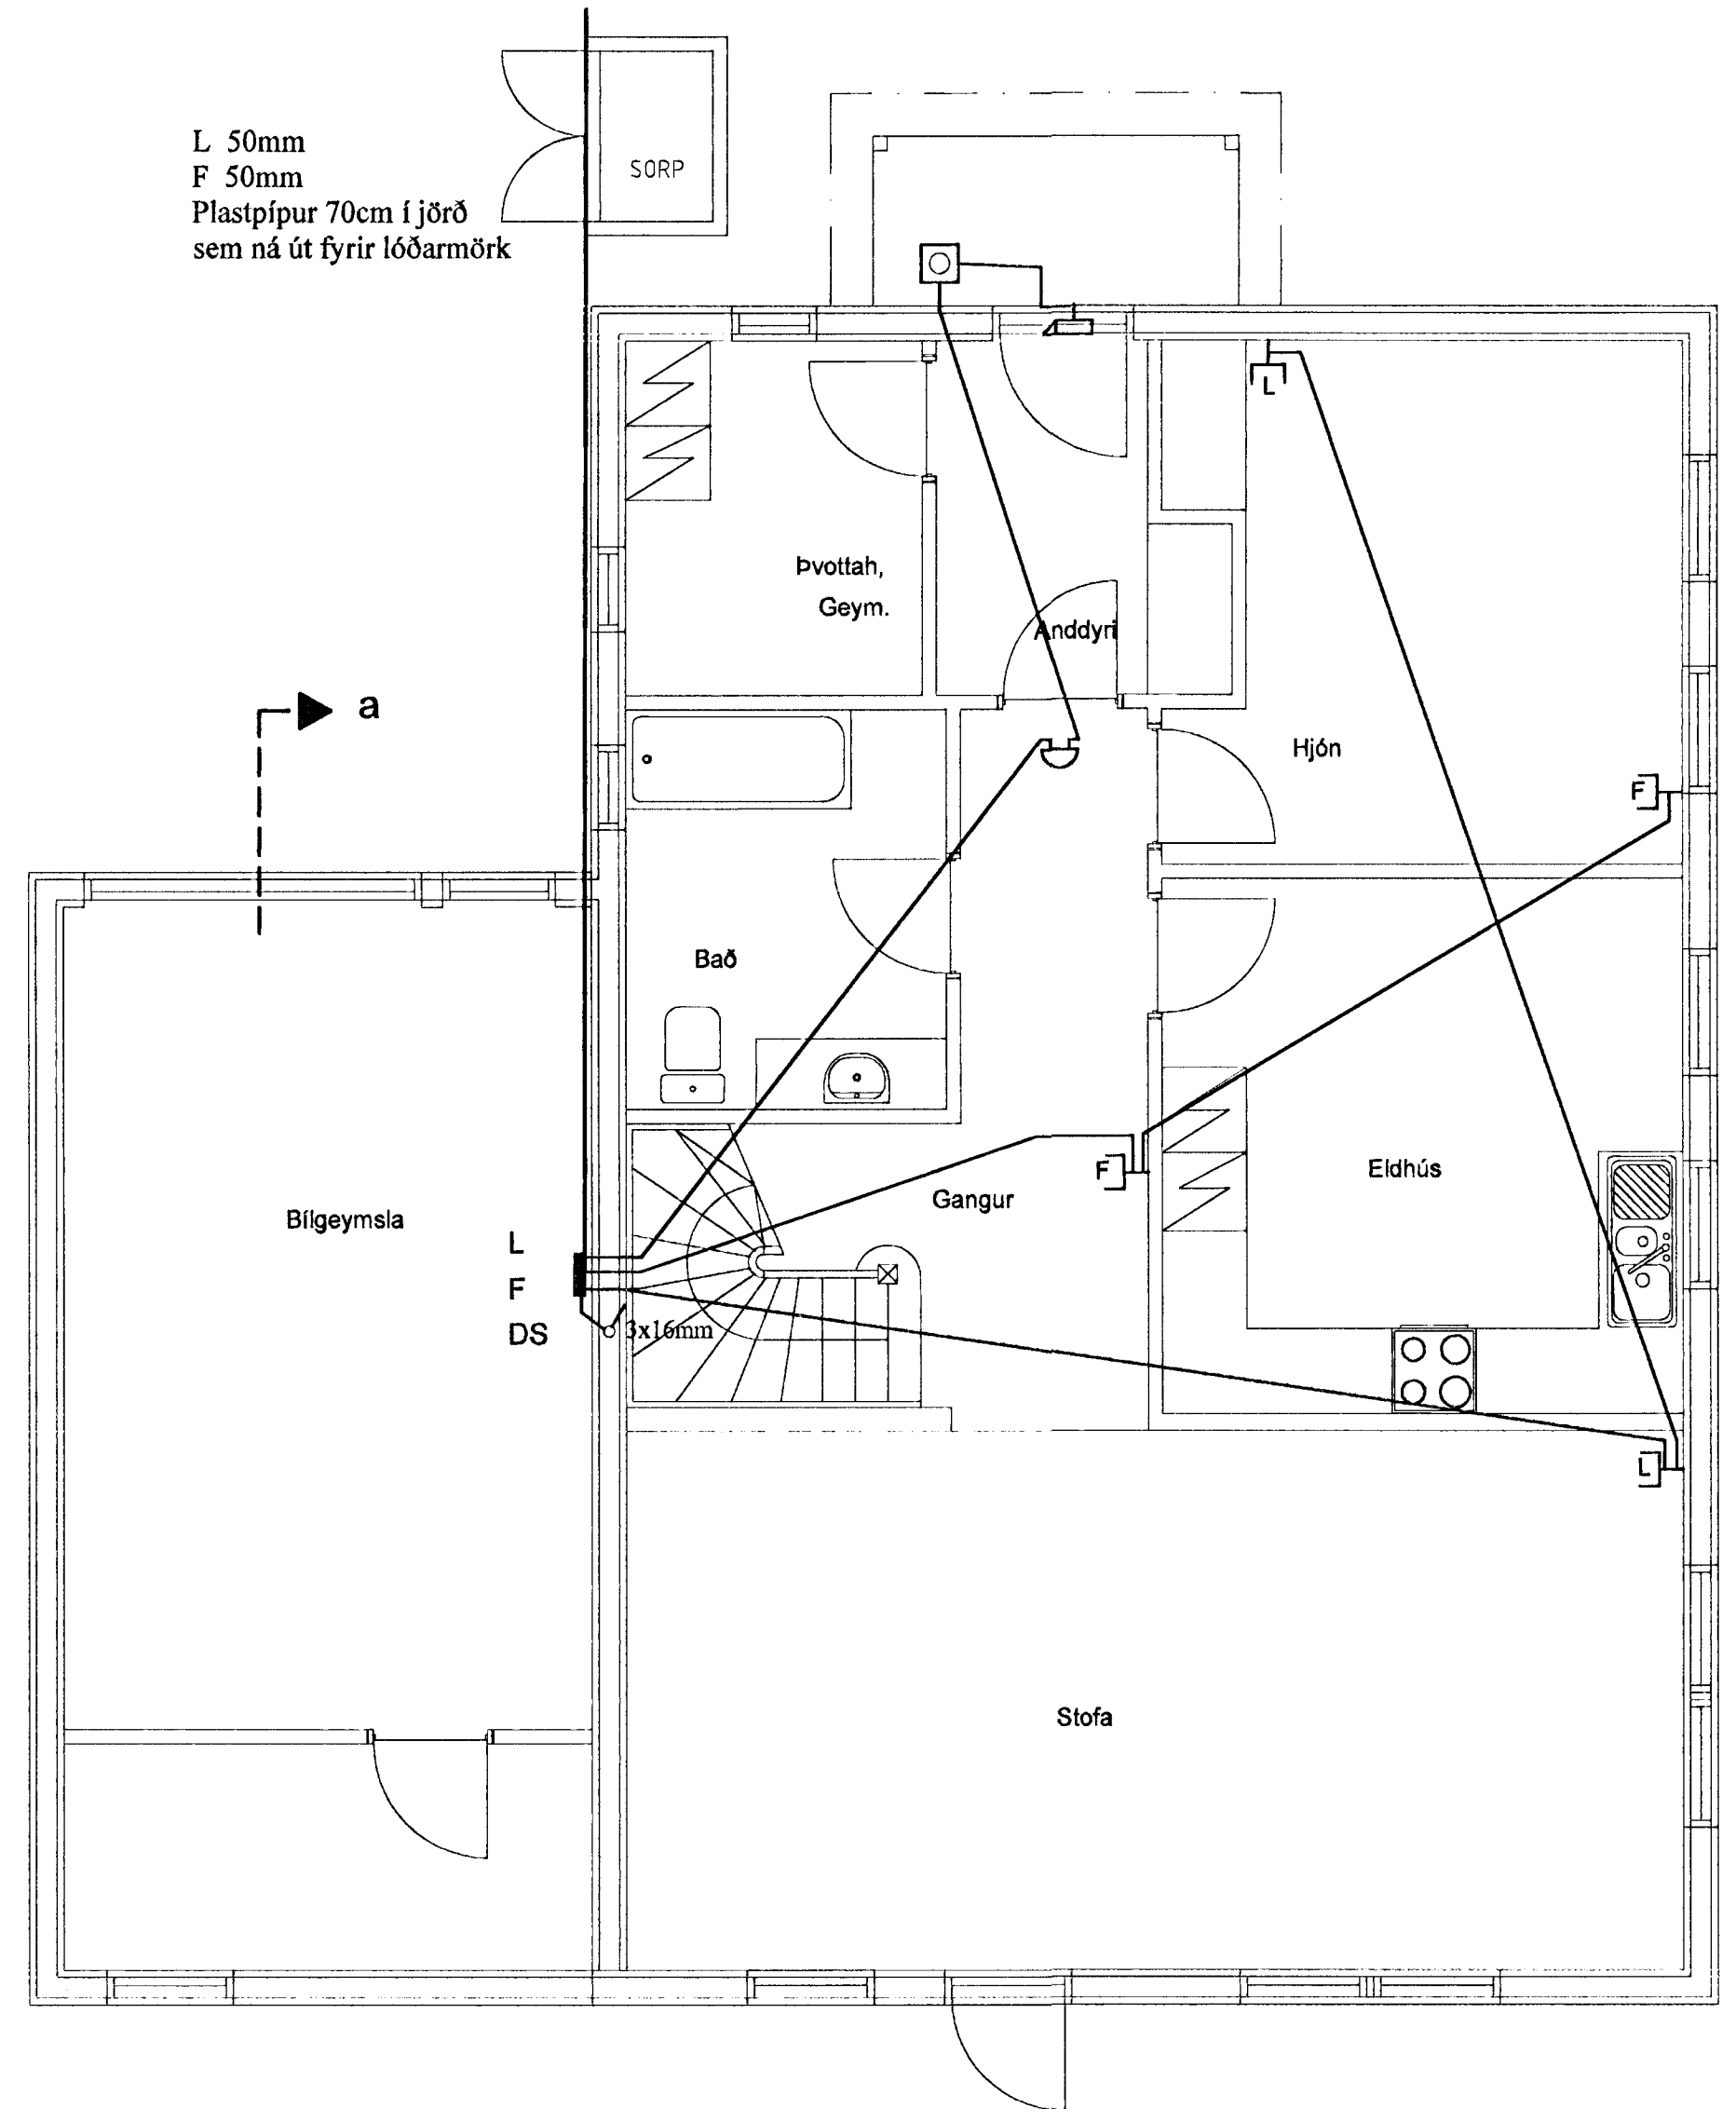 L 50mm
F 50mm
Plastpípur 70cm í jörð
sem ná út fyrir lóðarmörk
SORP
L
Þvottah,
Geym.
Anddyri
a
Hjón
F
Bað
F
Eldhús
Gangur
Bílgeymsla
L
F
DS
3x16mm
L
Stofa